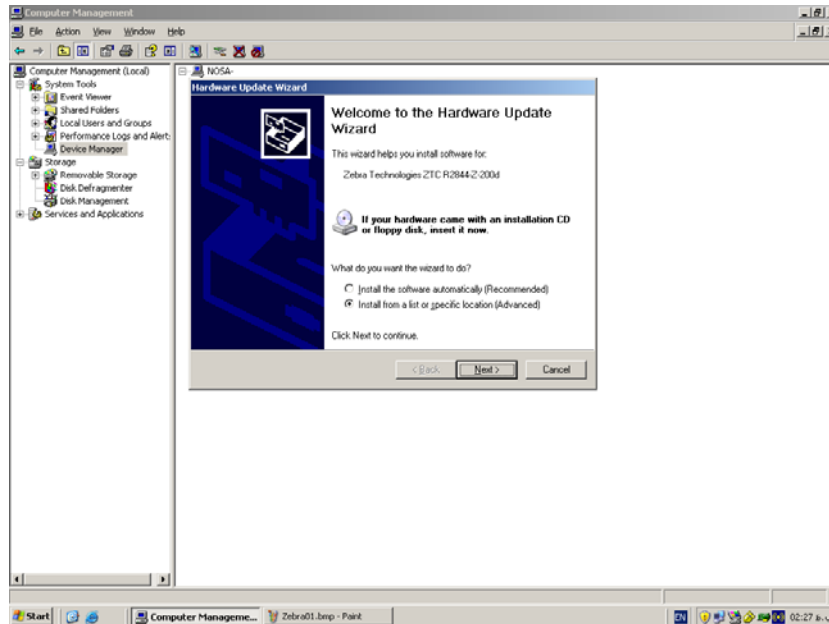 Computer Management
File Action View Window Help
Computer Management (Local)
System Tools
Event Viewer
Shared Folders
Local Users and Groups
Performance Logs and Alert:
Device Manager
Storage
Removable Storage
Disk Defragmenter
Disk Management
Services and Applications
NOSA-
Hardware Update Wizard
Welcome to the Hardware Update
Wizard
This wizard helps you install software for:
Zebra Technologies ZTC R2844-Z-200d
If your hardware came with an installation CD
or floppy disk, insert it now.
What do you want the wizard to do?
Install the software automatically (Recommended)
Install from a list or specific location (Advanced)
Click Next to continue.
< Back Next > Cancel
Start Computer Manageme... Zebra01.bmp - Paint EN 02:27